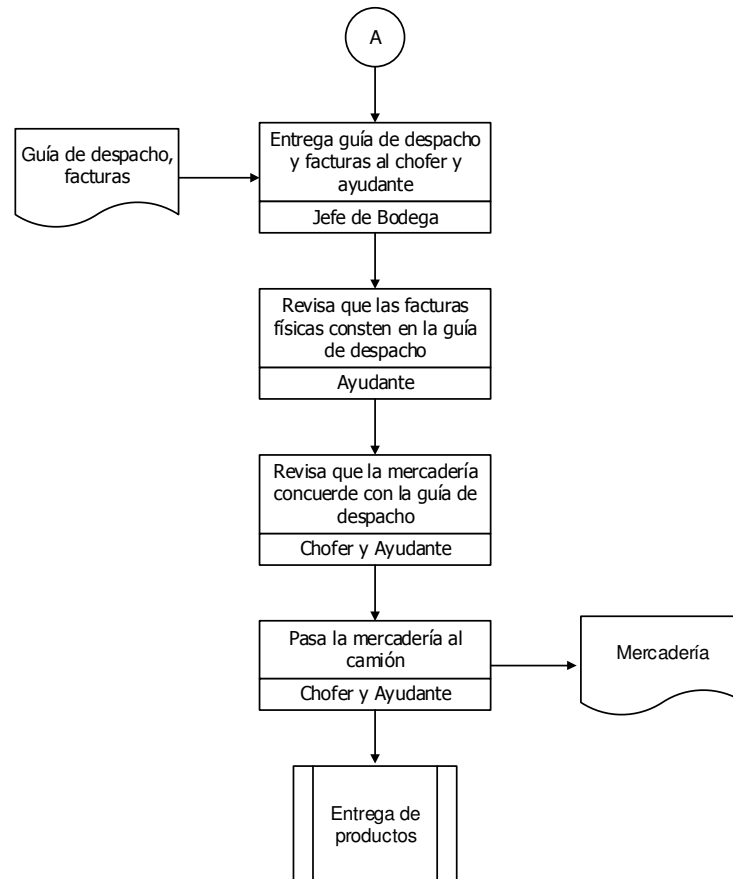 A
Guía de despacho,
facturas
Entrega guía de despacho
y facturas al chofer y
ayudante
Jefe de Bodega
Revisa que las facturas
físicas consten en la guía
de despacho
Ayudante
Revisa que la mercadería
concuerde con la guía de
despacho
Chofer y Ayudante
Pasa la mercadería al
camión
Chofer y Ayudante
Mercadería
Entrega de
productos